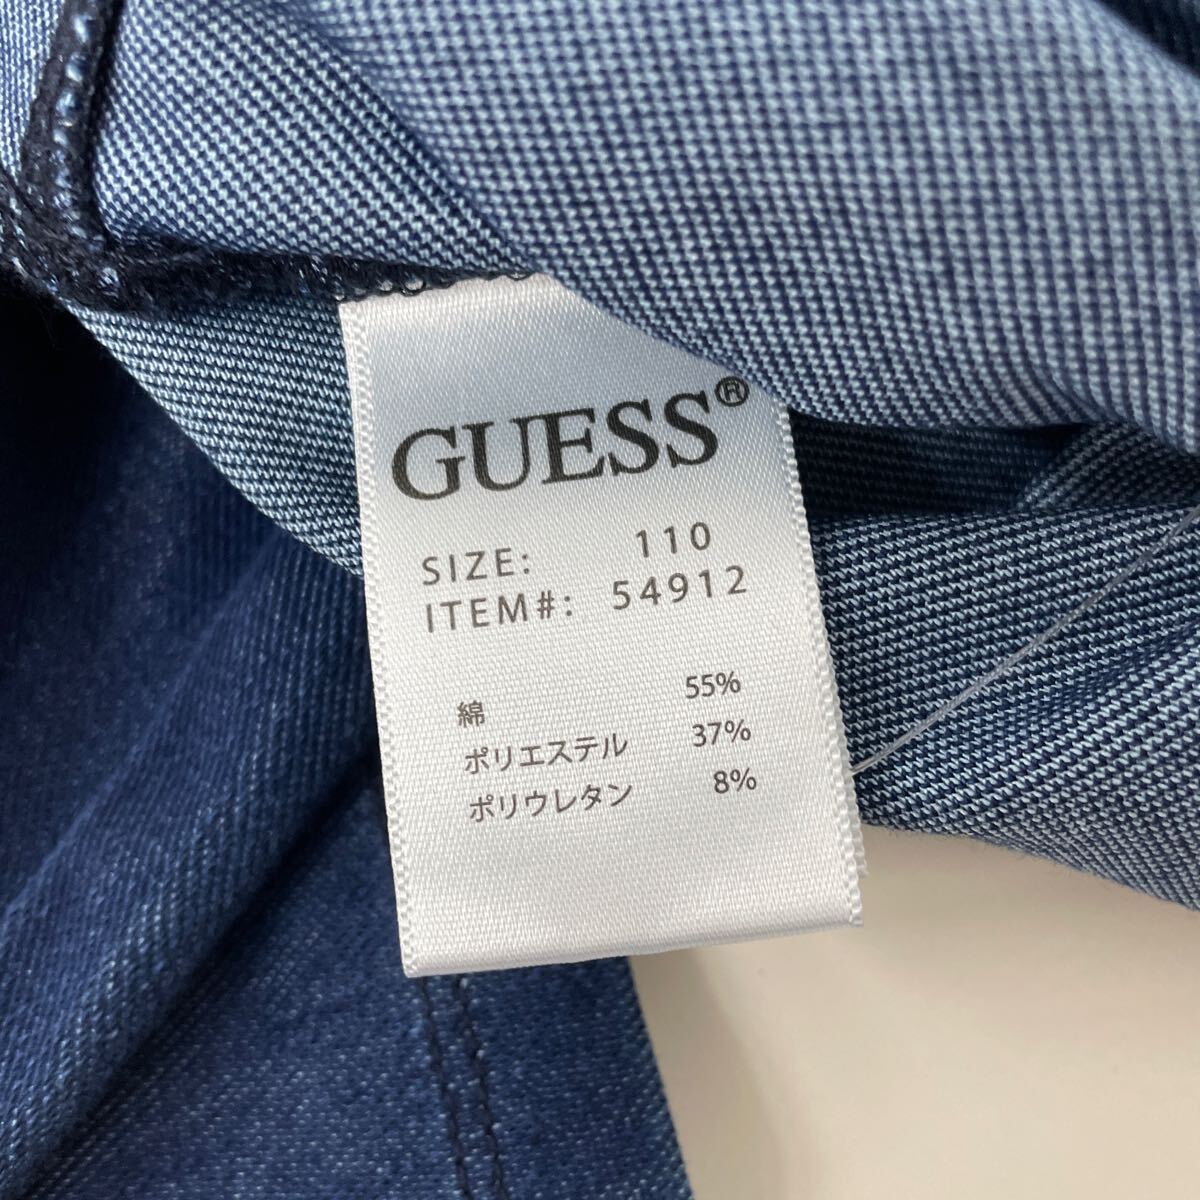 GUESS®
SIZE: 110
ITEM#: 54912
綿 55%
ポリエステル 37%
ポリウレタン 8%